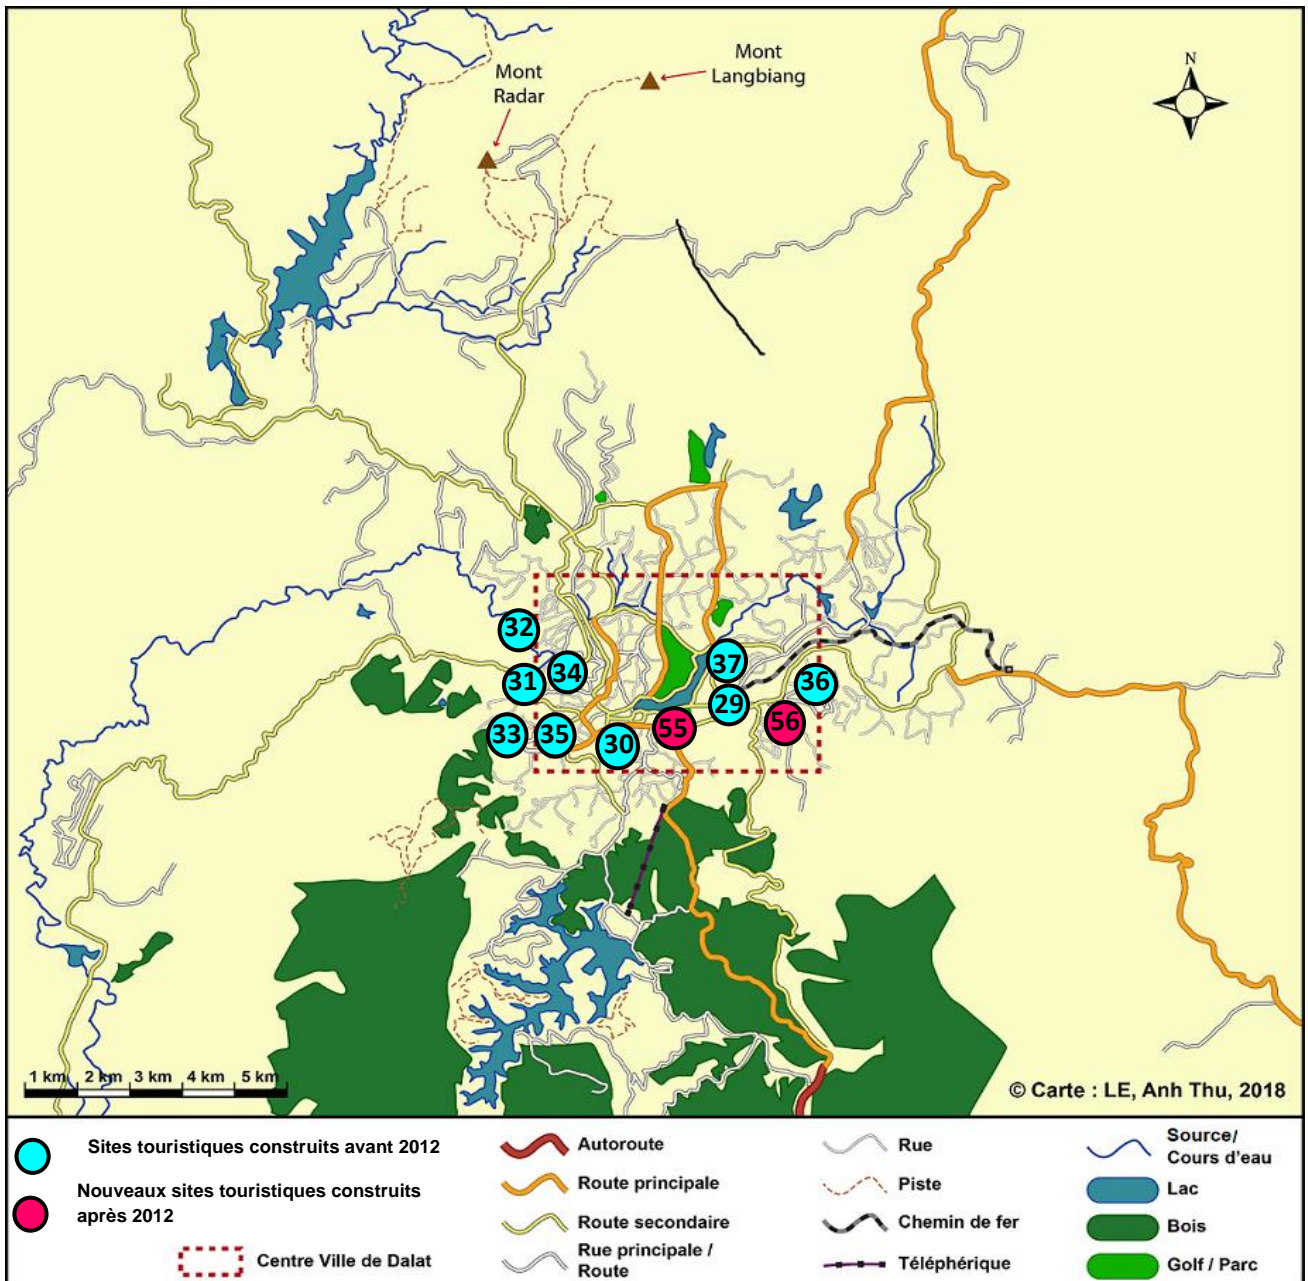 Mont
Langbiang
Mont
Radar
N
32
34
37
31
36
29
33
35
30
55
56
1 km
2 km
3 km
4 km
5 km
© Carte : LE, Anh Thu, 2018
Sites touristiques construits avant 2012
Nouveaux sites touristiques construits
après 2012
Centre Ville de Dalat
Autoroute
Route principale
Route secondaire
Rue principale /
Route
Rue
Piste
Chemin de fer
Téléphérique
Source/
Cours d'eau
Lac
Bois
Golf / Parc